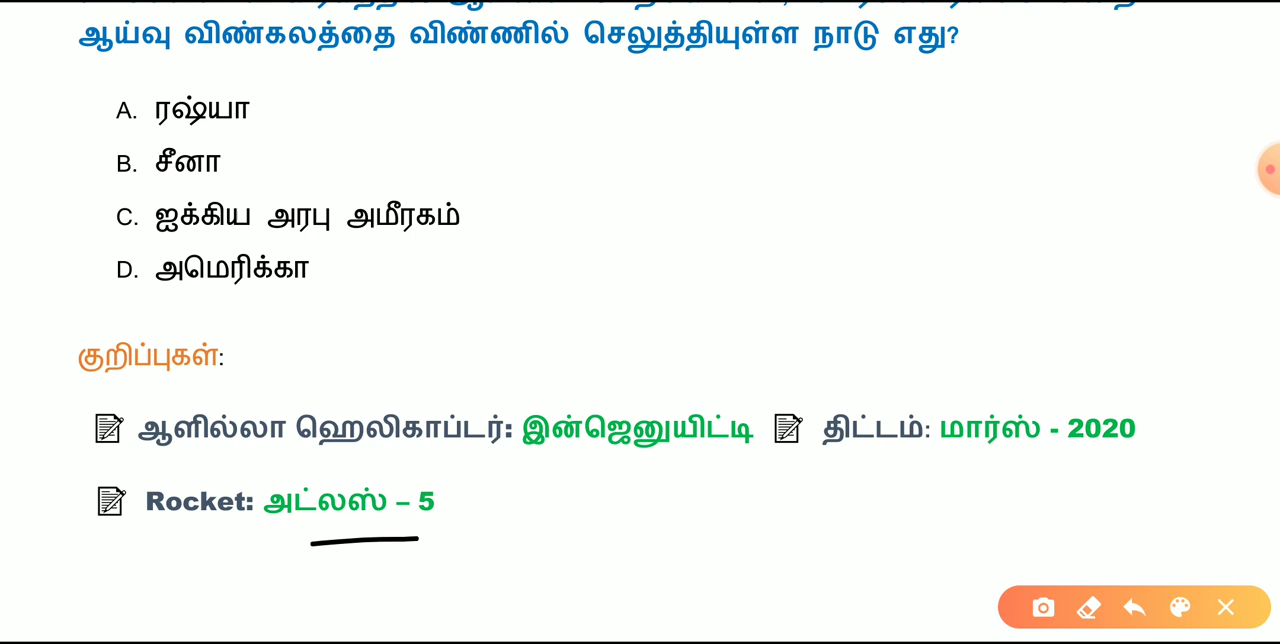 ஆய்வு விண்கலத்தை விண்ணில் செலுத்தியுள்ள நாடு எது?
A. ரஷ்யா
B. சீனா
C. ஐக்கிய அரபு அமீரகம்
D. அமெரிக்கா
குறிப்புகள்:
ஆளில்லா ஹெலிகாப்டர்: இன்ஜெனுயிட்டி திட்டம்: மார்ஸ் - 2020
Rocket: அட்லஸ் – 5